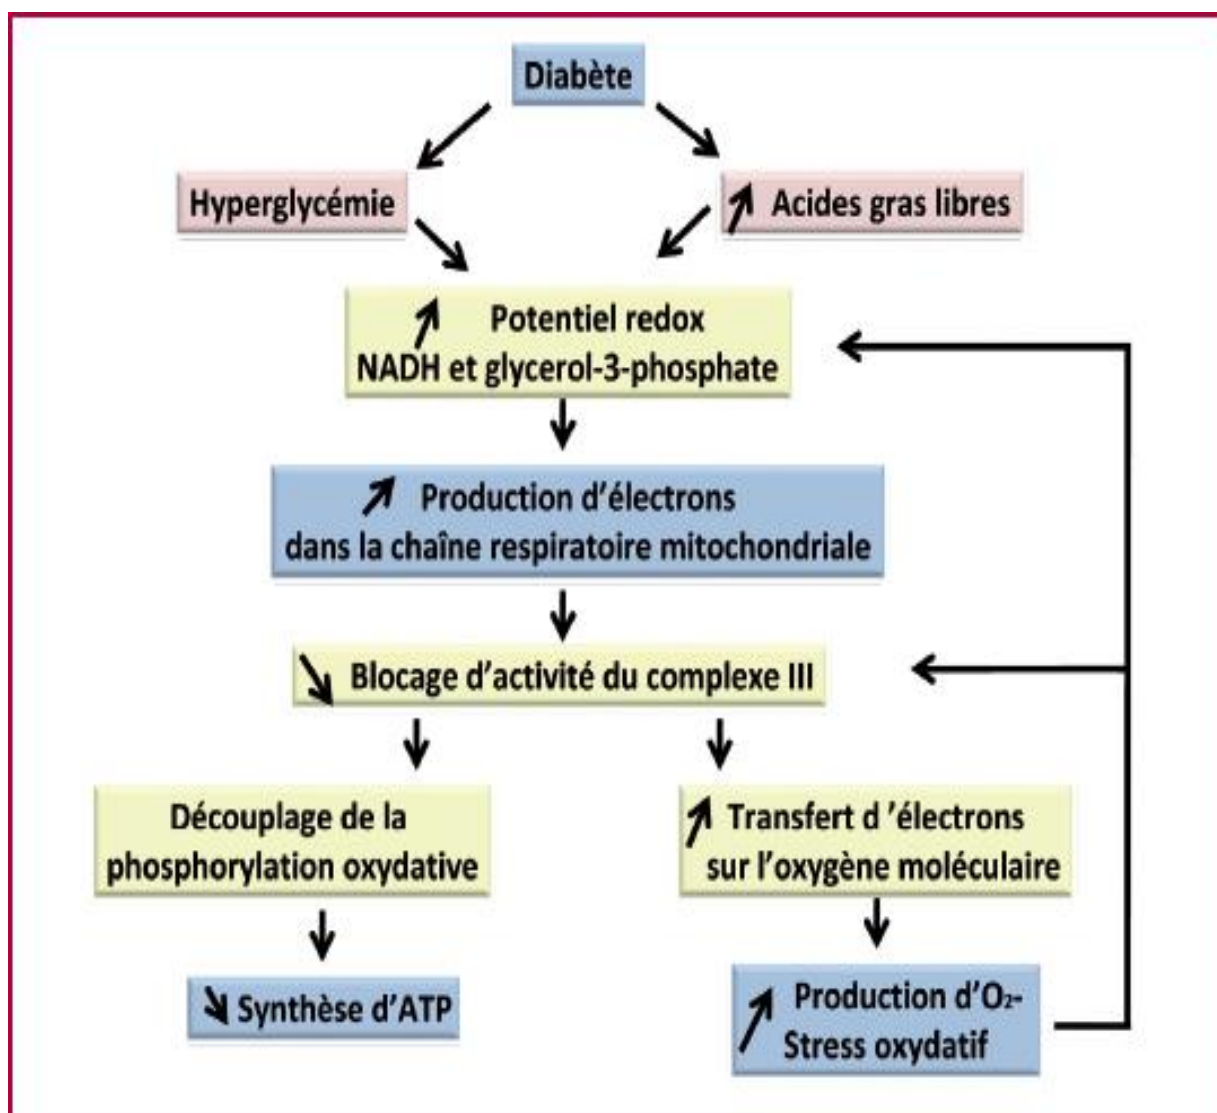 Diabète
Hyperglycémie
Acides gras libres
Potentiel redox
NADH et glycerol-3-phosphate
Production d’électrons
dans la chaîne respiratoire mitochondriale
Blocage d’activité du complexe III
Découplage de la
phosphorylation oxydative
Transfert d ’électrons
sur l’oxygène moléculaire
Synthèse d’ATP
Production d’O₂-
Stress oxydatif